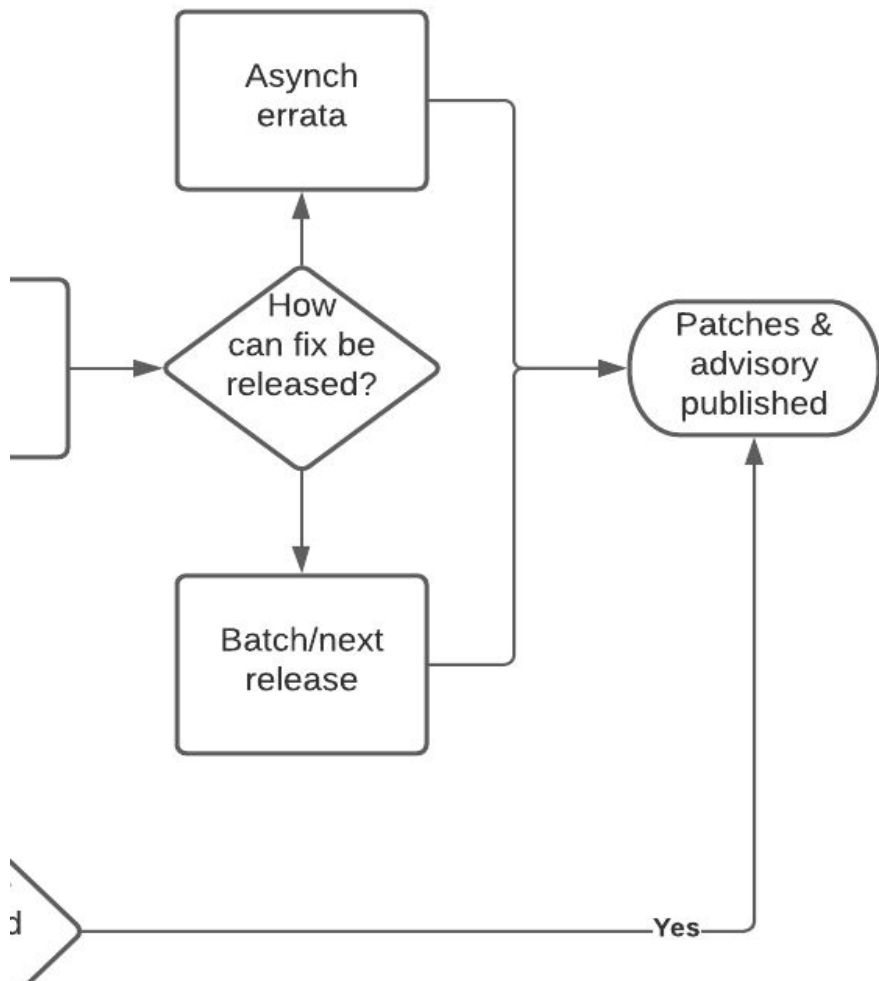 Asynch
errata
How
can fix be
released?
Patches &
advisory
published
Batch/next
release
Yes